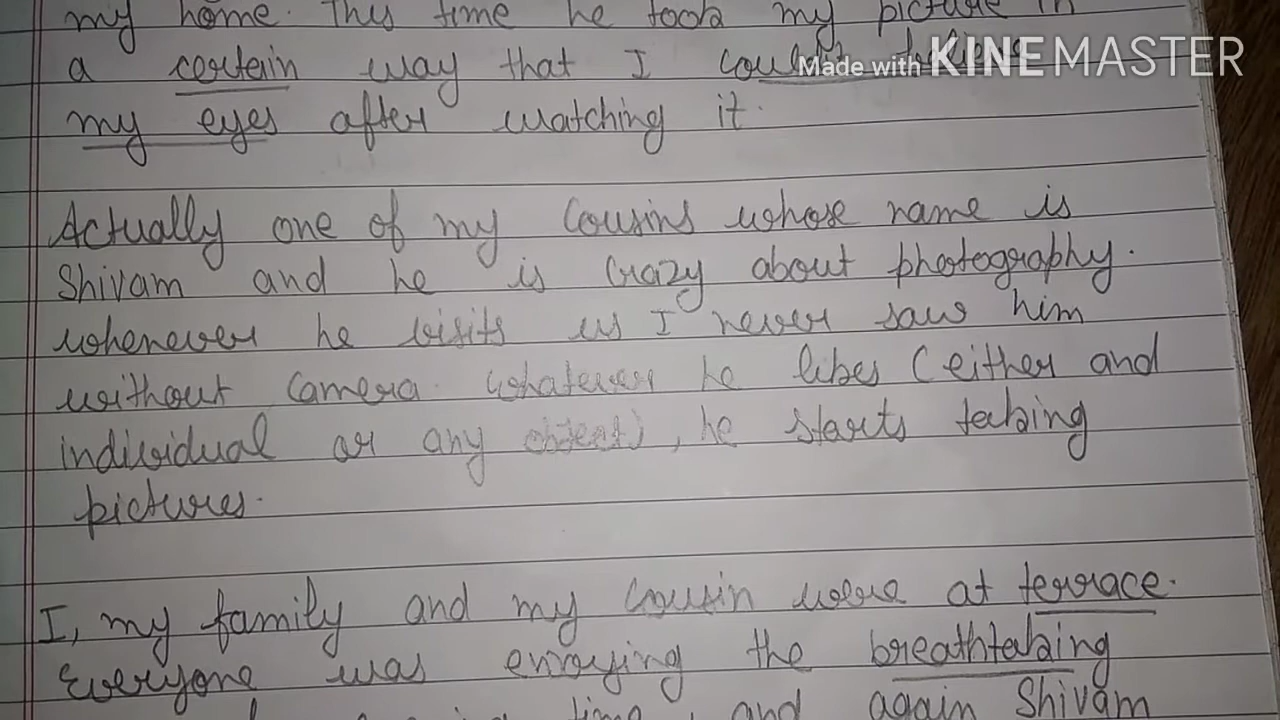 my home. This time he took my picture in
a certain way that I couldn't
Made with KINEMASTER
my eyes after watching it.
Actually one of my cousins whose name is
Shivam and he is crazy about photography.
whenever he visits us I never saw him
without camera. whatever he likes (either and
individual or any object), he starts taking
pictures.
I, my family and my cousin were at terrace.
Everyone was enjoying the breathtaking
time, and again Shivam